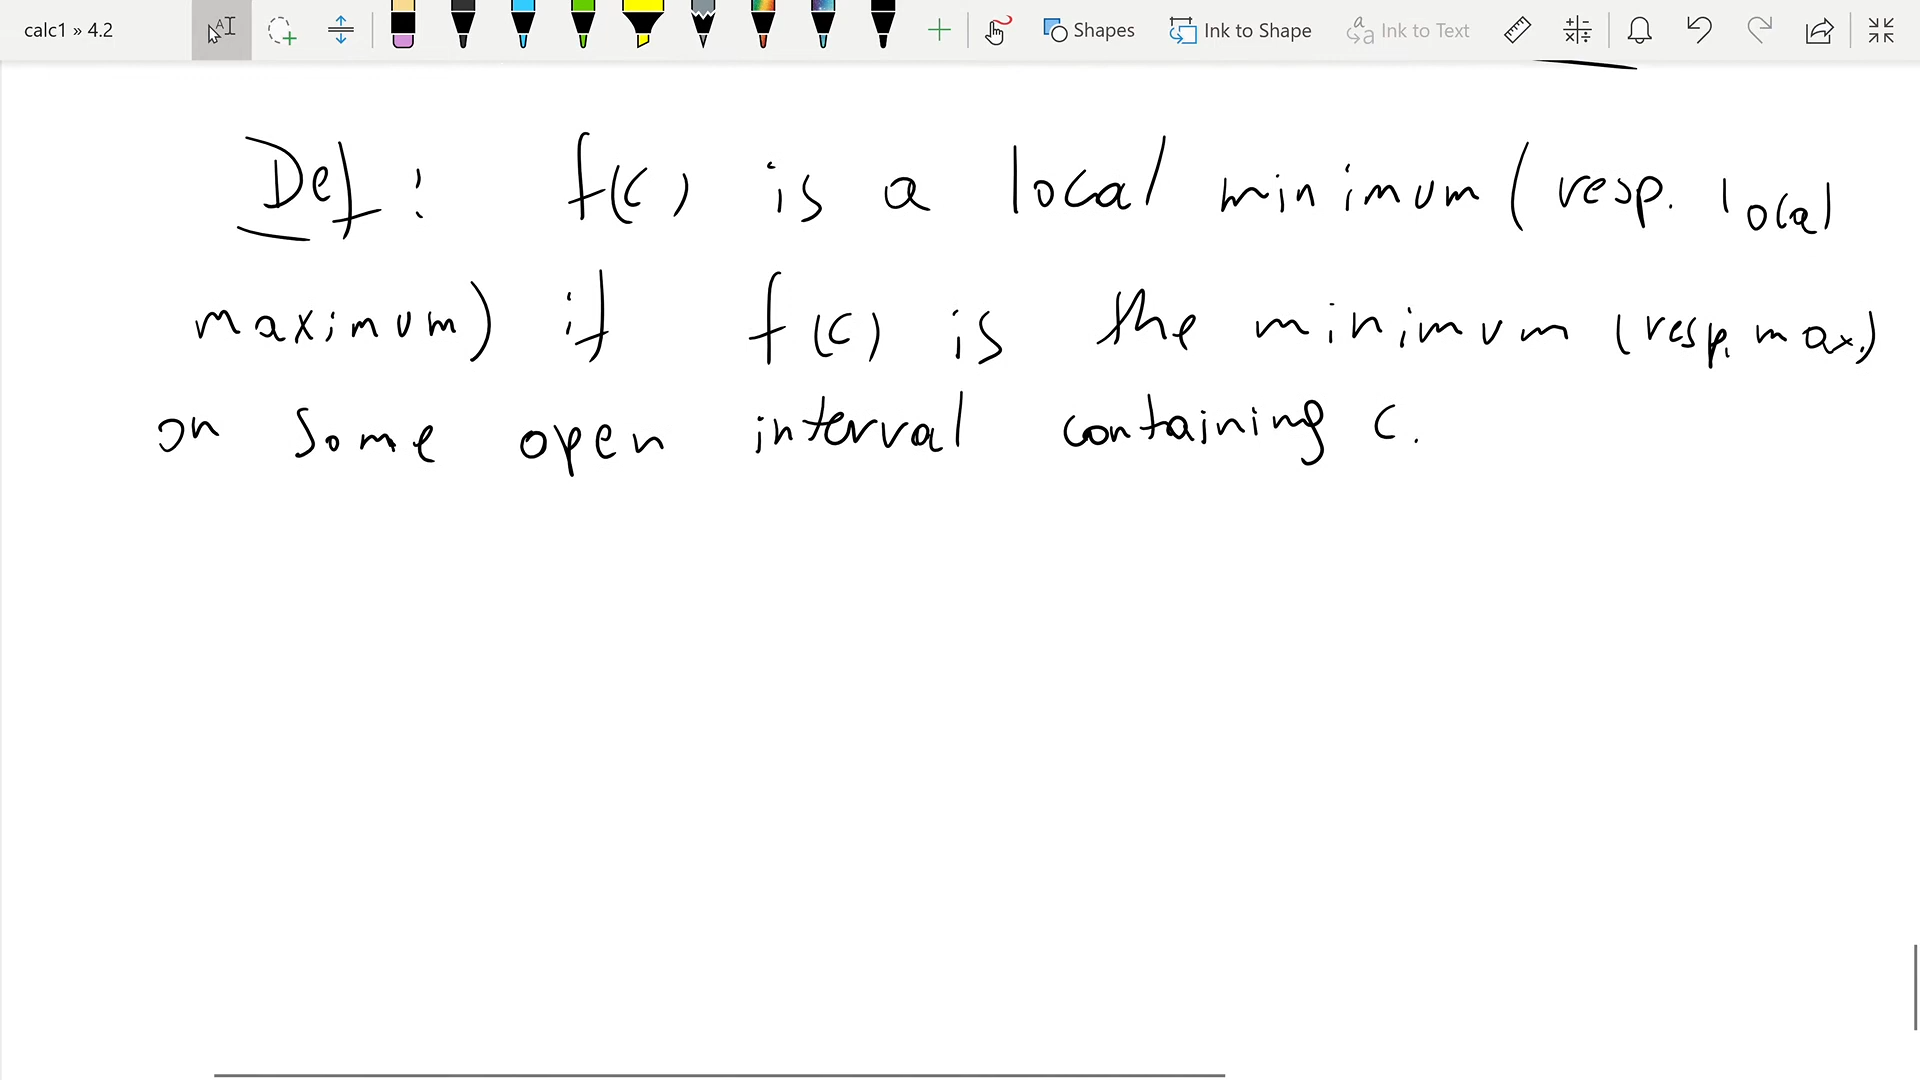 calc1 » 4.2
Shapes
Ink to Shape
Ink to Text
Def: f(c) is a local minimum (resp. local
maximum) if f(c) is the minimum (resp. max.)
on some open interval containing c.